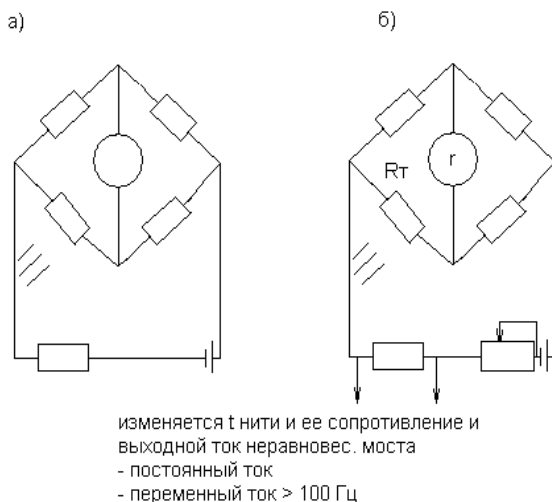 а)
б)
Rт
r
изменяется t нити и ее сопротивление и
выходной ток неравновес. моста
- постоянный ток
- переменный ток > 100 Гц